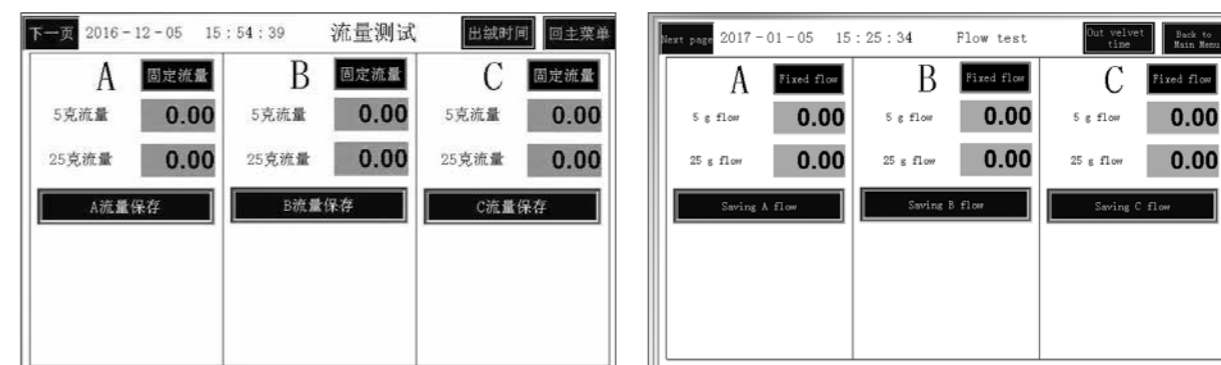 下一页 2016-12-05 15:54:39 流量测试 出绒时间 回主菜单
A 固定流量 B 固定流量 C 固定流量
5克流量 0.00 5克流量 0.00 5克流量 0.00
25克流量 0.00 25克流量 0.00 25克流量 0.00
A流量保存 B流量保存 C流量保存
Next page 2017-01-05 15:25:34 Flow test Out velvet time Back to Main Menu
A Fixed flow B Fixed flow C Fixed flow
5 g flow 0.00 5 g flow 0.00 5 g flow 0.00
25 g flow 0.00 25 g flow 0.00 25 g flow 0.00
Saving A flow Saving B flow Saving C flow